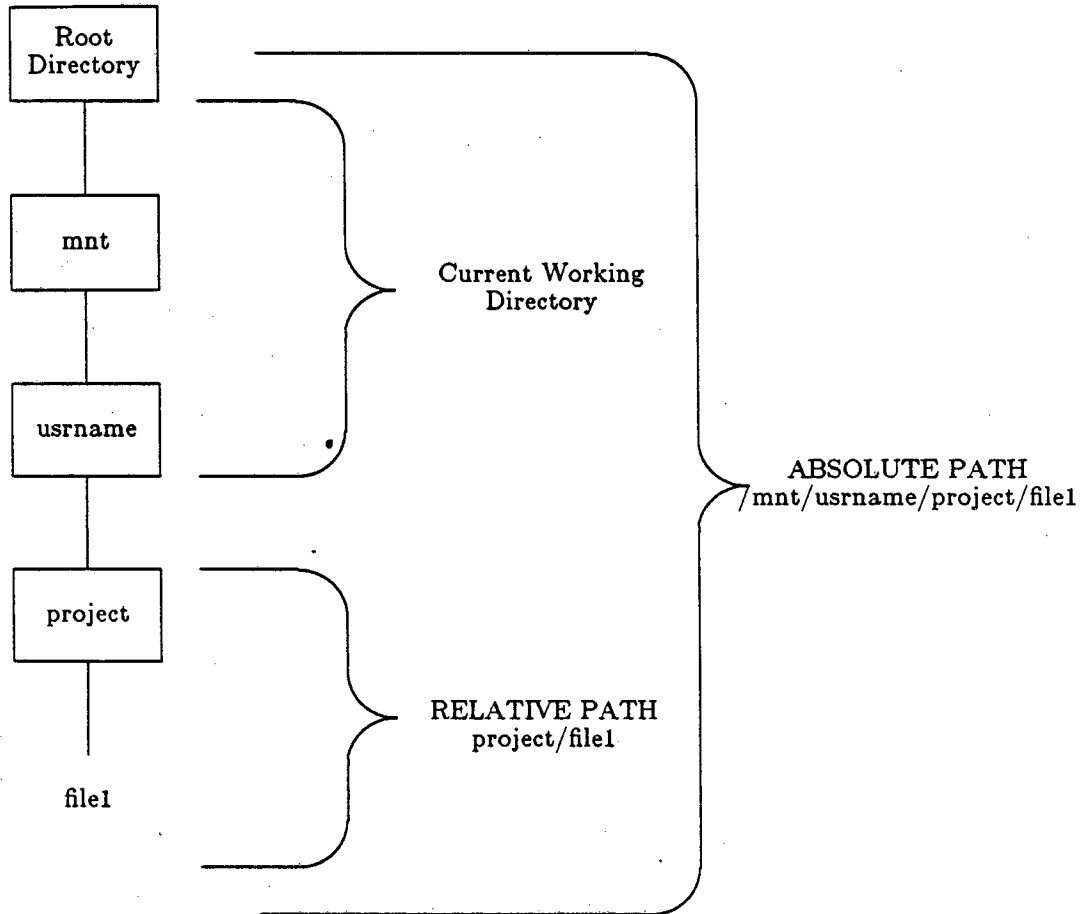 Root
Directory
mnt
Current Working
Directory
usrname
ABSOLUTE PATH
/mnt/usrname/project/file1
project
RELATIVE PATH
project/file1
file1